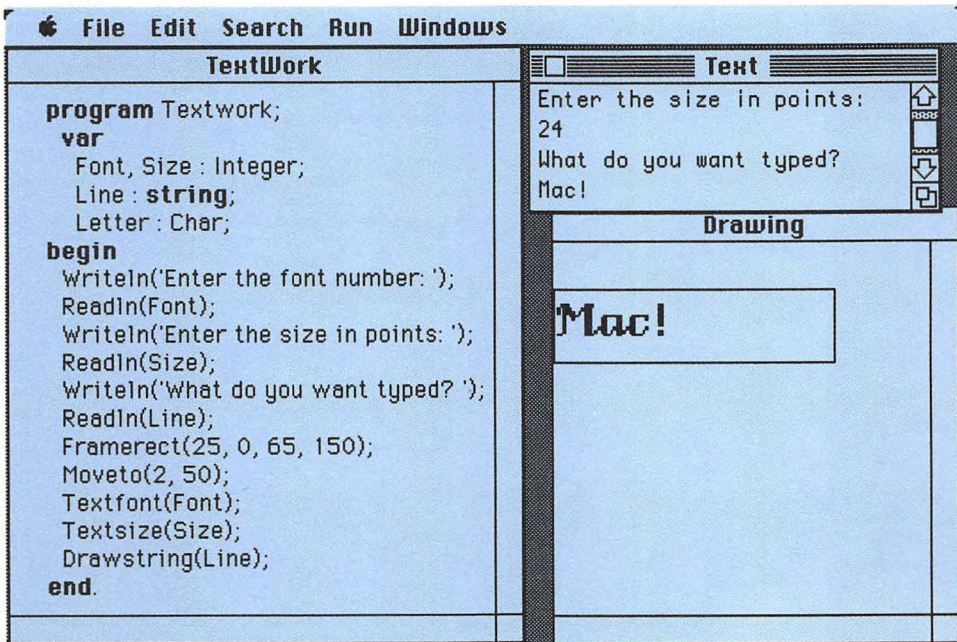 File Edit Search Run Windows
TextWork
program Textwork;
var
Font, Size : Integer;
Line : string;
Letter : Char;
begin
Writeln('Enter the font number: ');
Readln(Font);
Writeln('Enter the size in points: ');
Readln(Size);
Writeln('What do you want typed? ');
Readln(Line);
Framerect(25, 0, 65, 150);
Moveto(2, 50);
Textfont(Font);
Textsize(Size);
Drawstring(Line);
end.
Text
Enter the size in points:
24
What do you want typed?
Mac!
Drawing
Mac!